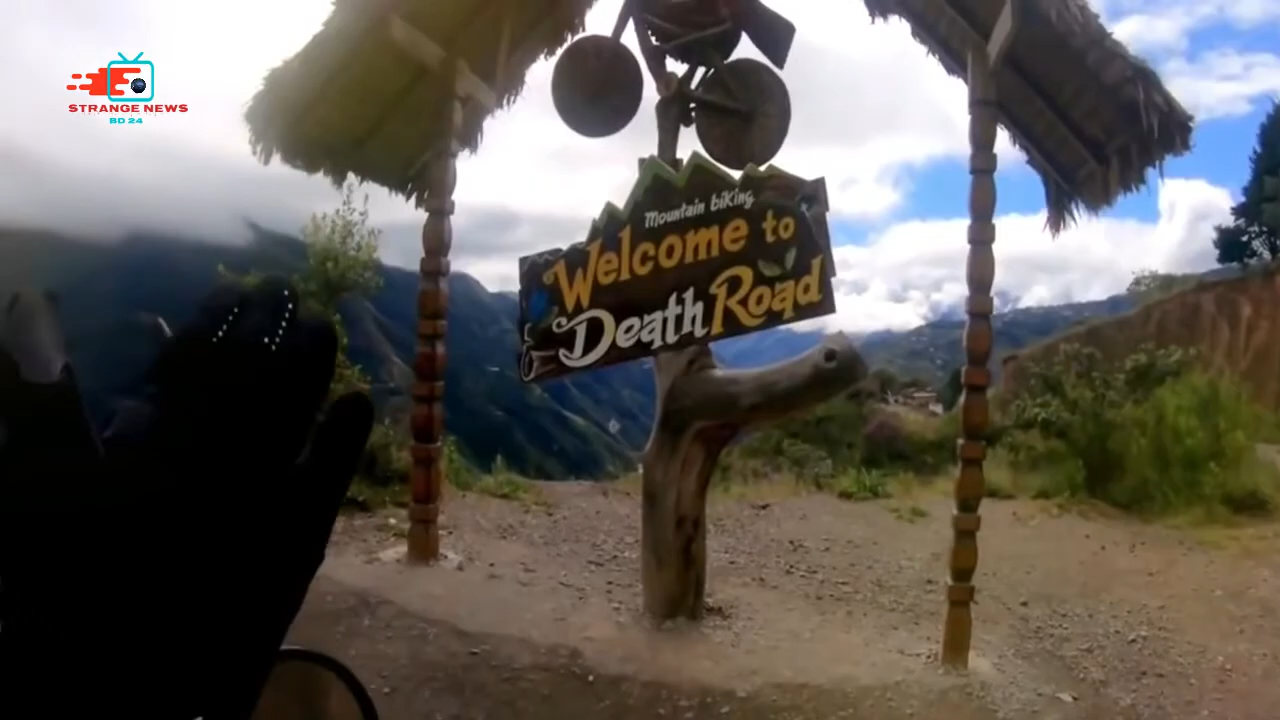 STRANGE NEWS
BD 24
Mountain biking
Welcome to
Death Road